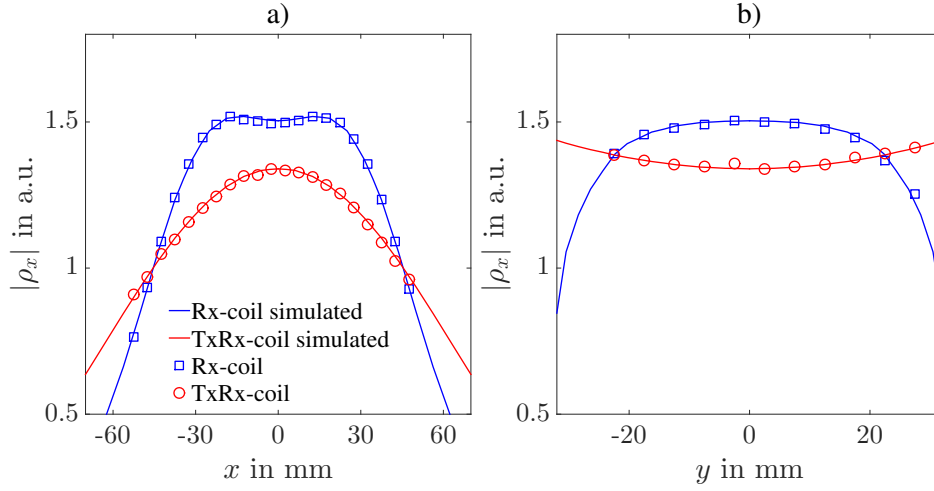 a)
b)
1.5
1
0.5
|ρx| in a.u.
Rx-coil simulated
TxRx-coil simulated
Rx-coil
TxRx-coil
-60 -30 0 30 60
x in mm
1.5
1
0.5
|ρx| in a.u.
-20 0 20
y in mm